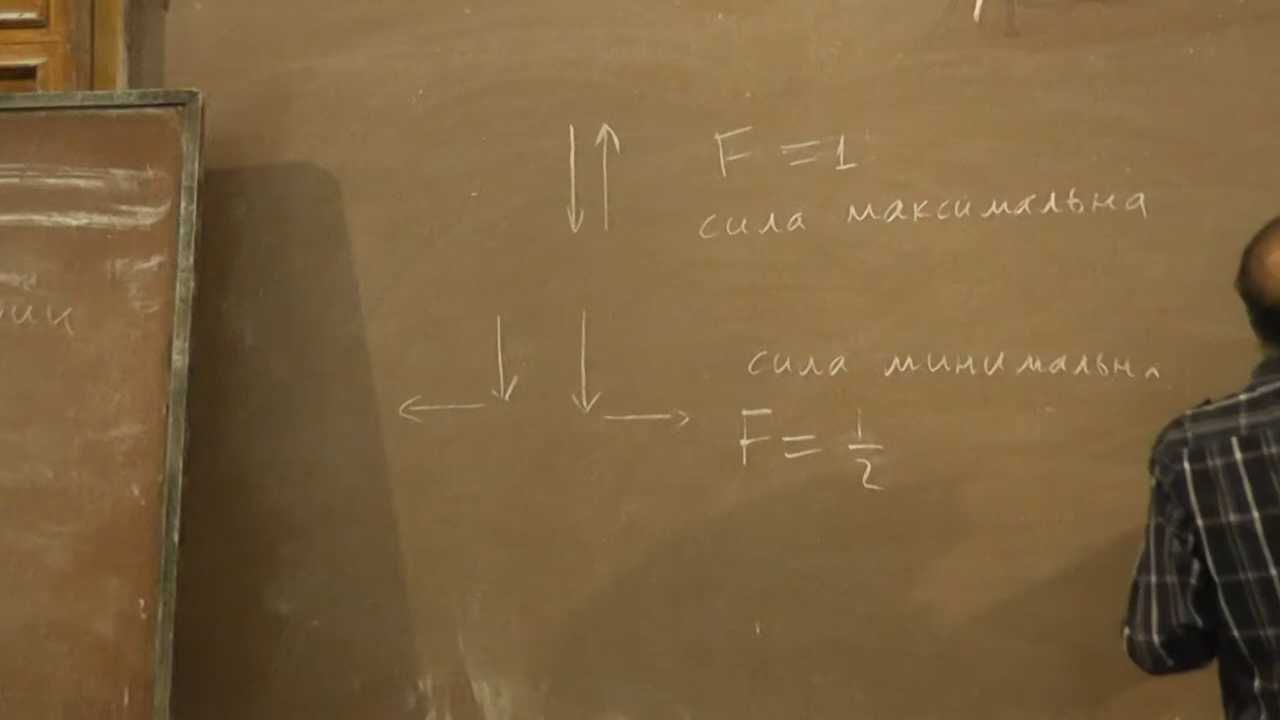 F = 1
сила максимальна
сила минимальна
F = 1/2